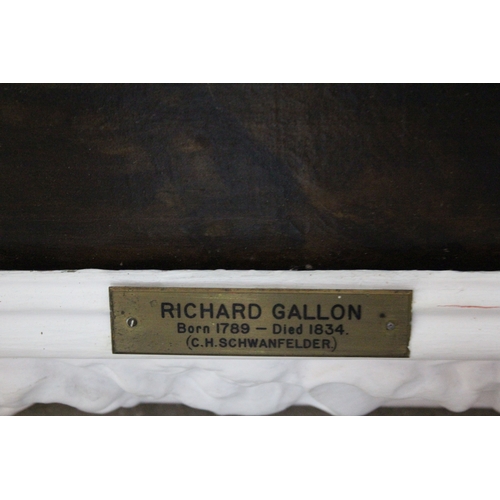 RICHARD GALLON
Born 1789 – Died 1834.
(C.H. SCHWANFELDER)